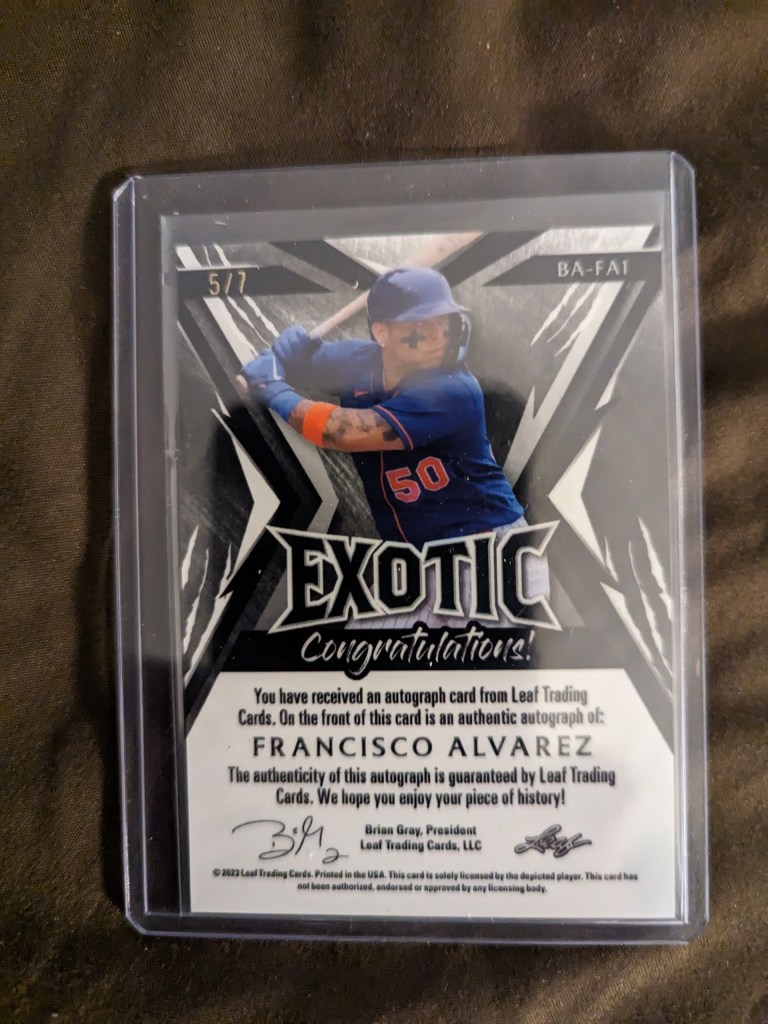 5/7
BA-FA1
50
EXOTIC
Congratulations!
You have received an autograph card from Leaf Trading
Cards. On the front of this card is an authentic autograph of:
FRANCISCO ALVAREZ
The authenticity of this autograph is guaranteed by Leaf Trading
Cards. We hope you enjoy your piece of history!
Brian Gray, President
Leaf Trading Cards, LLC
Leaf
© 2023 Leaf Trading Cards. Printed in the USA. This card is solely licensed by the depicted player. This card has
not been authorized, endorsed or approved by any licensing body.